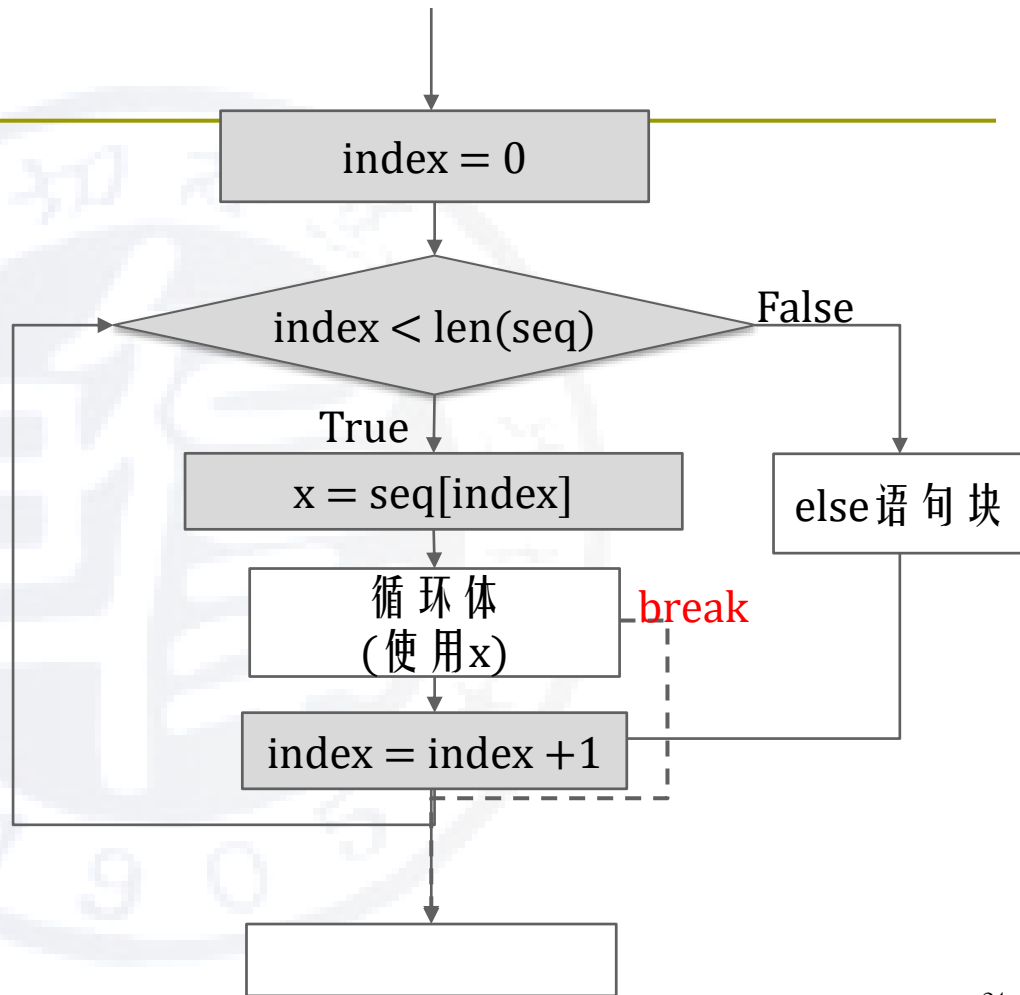 index = 0
index < len(seq)
False
True
x = seq[index]
else语句块
循环体
(使用x)
break
index = index +1
905